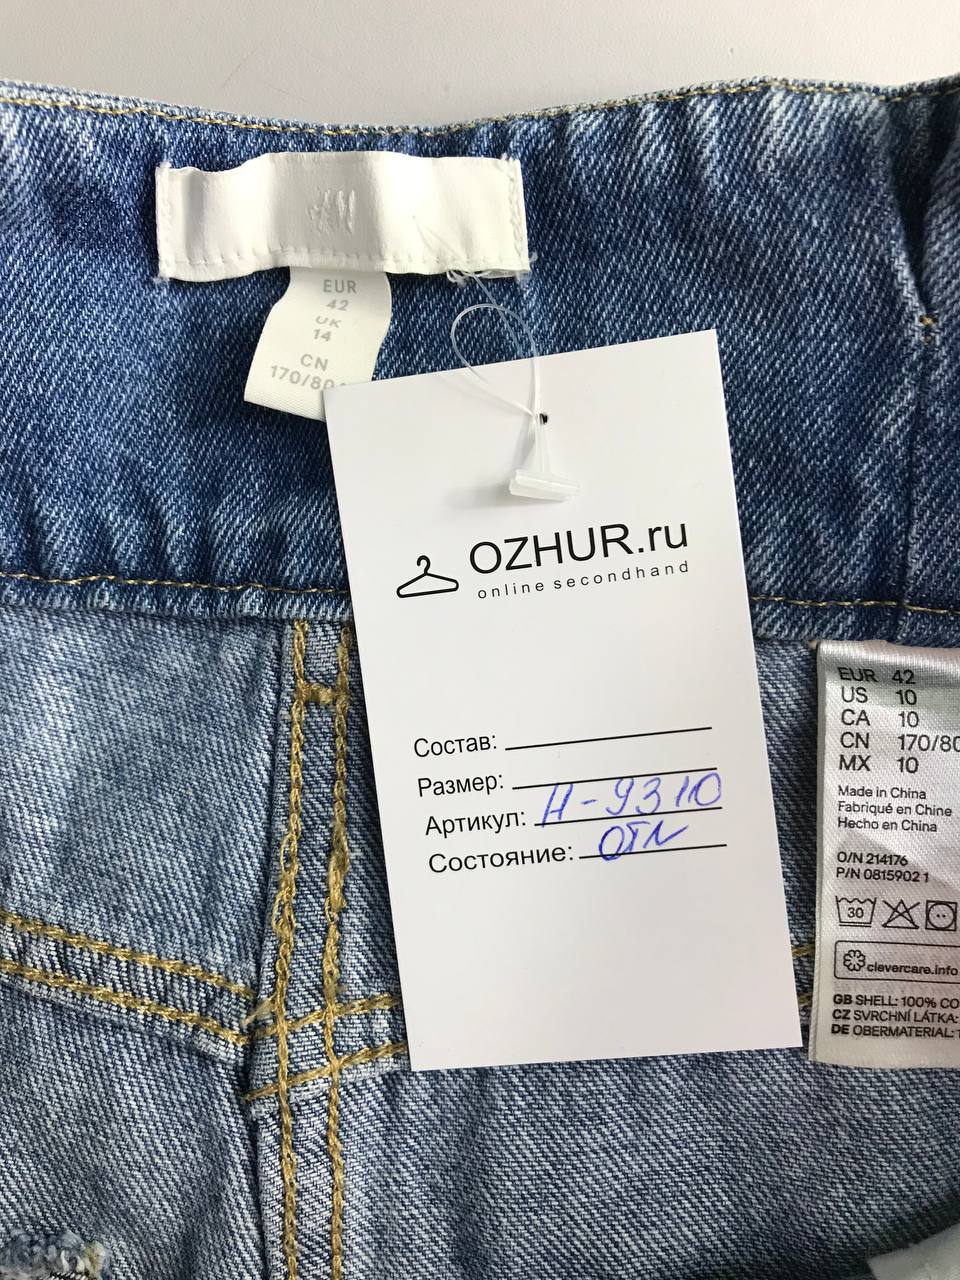 H&M
EUR
42
UK
14
CN
170/80
OZHUR.ru
online secondhand
Состав:
Размер:
Артикул: Н-9310
Состояние: отл
EUR 42
US 10
CA 10
CN 170/80
MX 10
Made in China
Fabriqué en Chine
Hecho en China
O/N 214176
P/N 0815902 1
30
clevercare.info
GB SHELL: 100% CO
CZ SVRCHNÍ LÁTKA:
DE OBERMATERIAL: 1